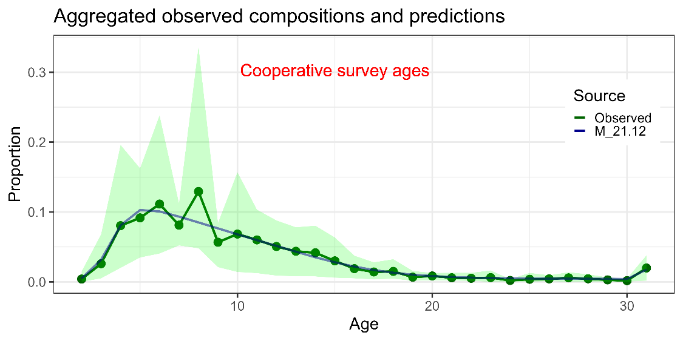 Aggregated observed compositions and predictions
Cooperative survey ages
Source
Observed
M_21.12
Proportion
0.3
0.2
0.1
0.0
10
20
30
Age